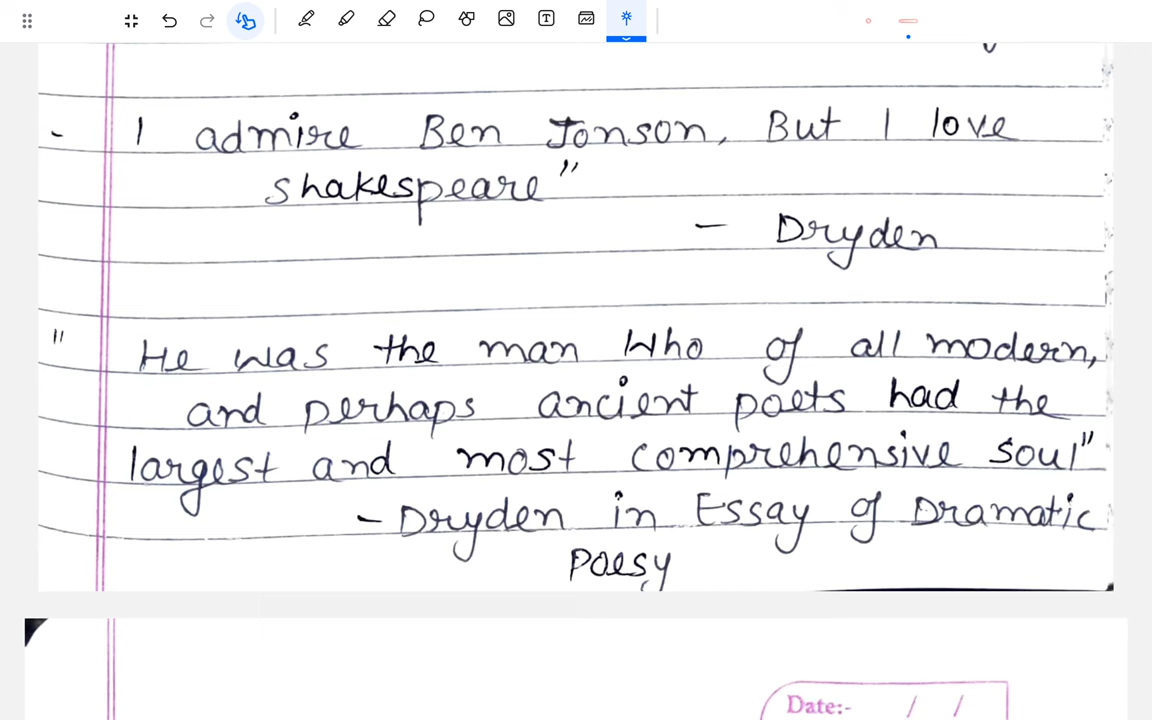 - I admire Ben Jonson, But I love
shakespeare"
- Dryden
" He was the man who of all modern,
and perhaps ancient poets had the
largest and most comprehensive soul"
- Dryden in Essay of Dramatic
Poesy
Date:- / /